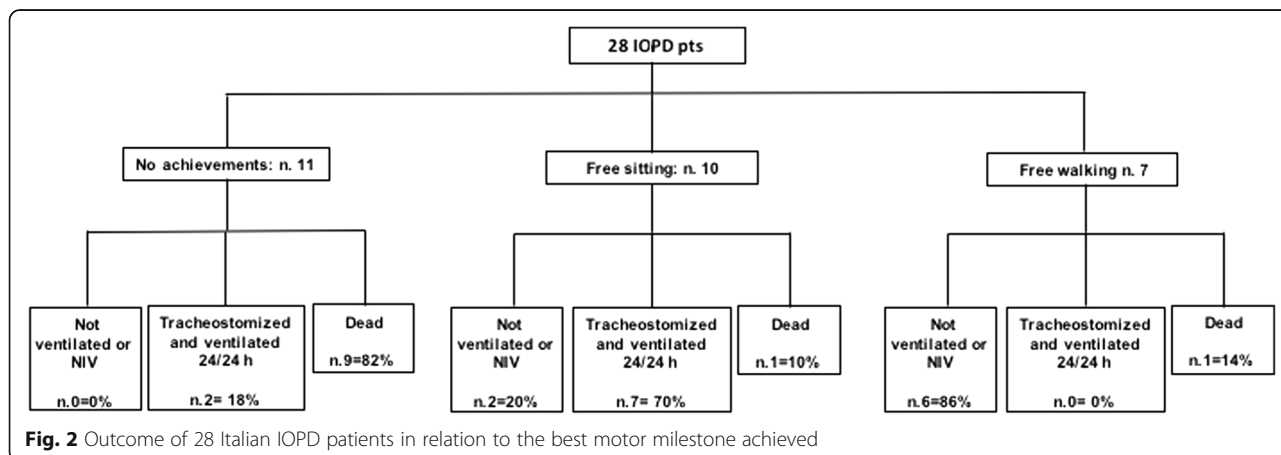 28 IOPD pts
No achievements: n. 11
Free sitting: n. 10
Free walking n. 7
Not
ventilated or
NIV
n.0=0%
Tracheostomized
and ventilated
24/24 h
n.2= 18%
Dead
n.9=82%
Not
ventilated or
NIV
n.2=20%
Tracheostomized
and ventilated
24/24 h
n.7= 70%
Dead
n.1=10%
Not
ventilated or
NIV
n.6=86%
Tracheostomized
and ventilated
24/24 h
n.0= 0%
Dead
n.1=14%
Fig. 2 Outcome of 28 Italian IOPD patients in relation to the best motor milestone achieved